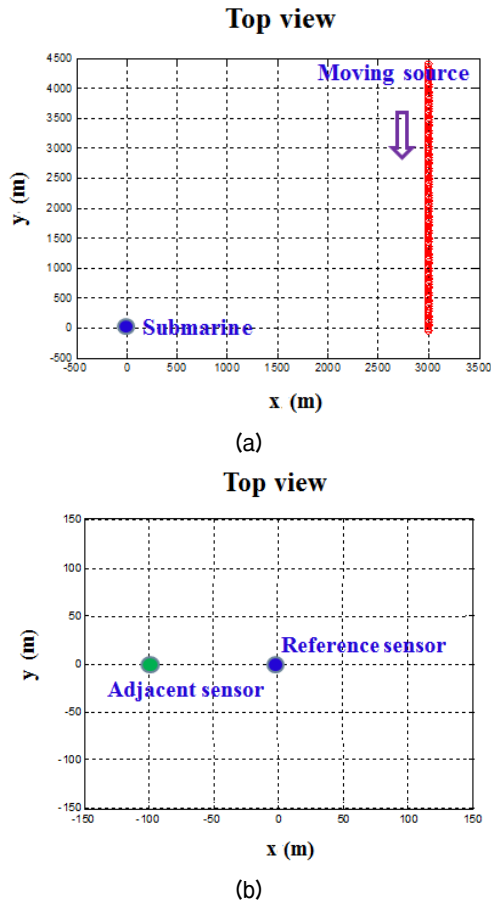 Top view
4500
Moving source
4000
3500
3000
2500
2000
1500
1000
500
0
Submarine
-500
y (m)
-500 0 500 1000 1500 2000 2500 3000 3500
x (m)
(a)
Top view
150
100
50
Reference sensor
0
Adjacent sensor
-50
-100
-150
y (m)
-150 -100 -50 0 50 100 150
x (m)
(b)